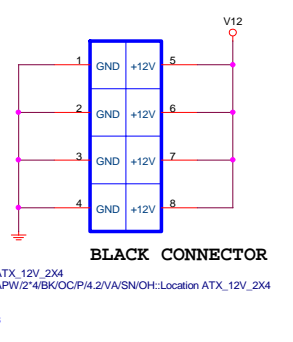 V12
1 GND +12V 5
2 GND +12V 6
3 GND +12V 7
4 GND +12V 8
BLACK CONNECTOR
ATX_12V_2X4
APW/2*4/BK/OC/P/4.2/VA/SN/OH::Location ATX_12V_2X4